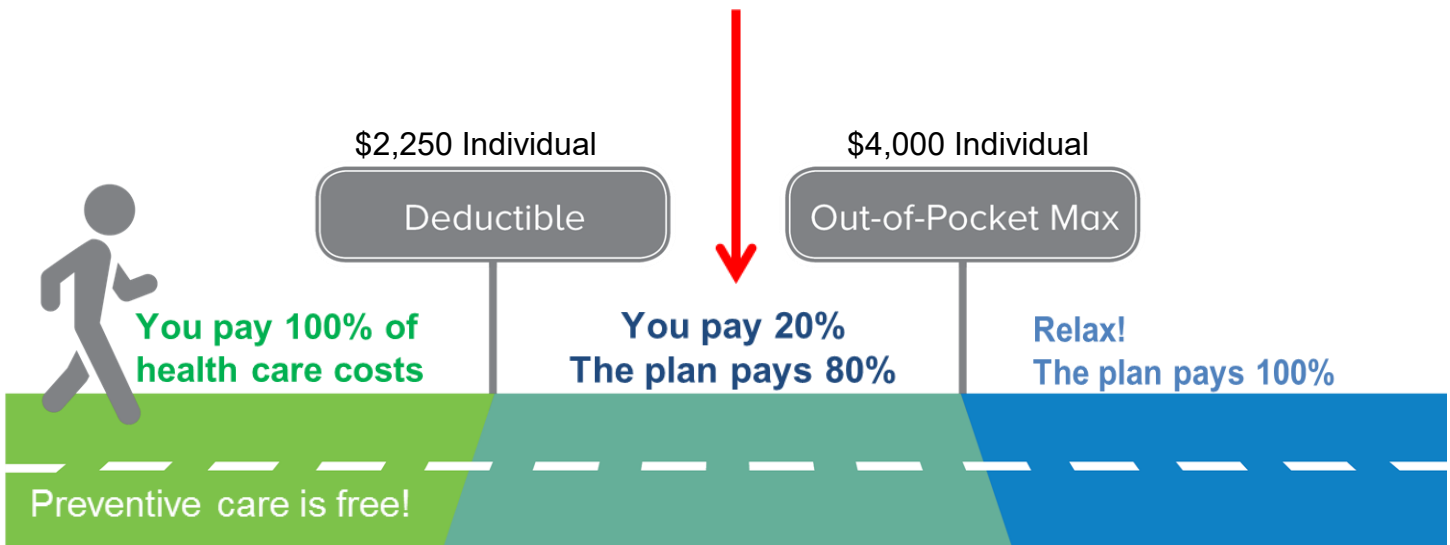 $2,250 Individual
Deductible
$4,000 Individual
Out-of-Pocket Max
You pay 100% of
health care costs
You pay 20%
The plan pays 80%
Relax!
The plan pays 100%
Preventive care is free!